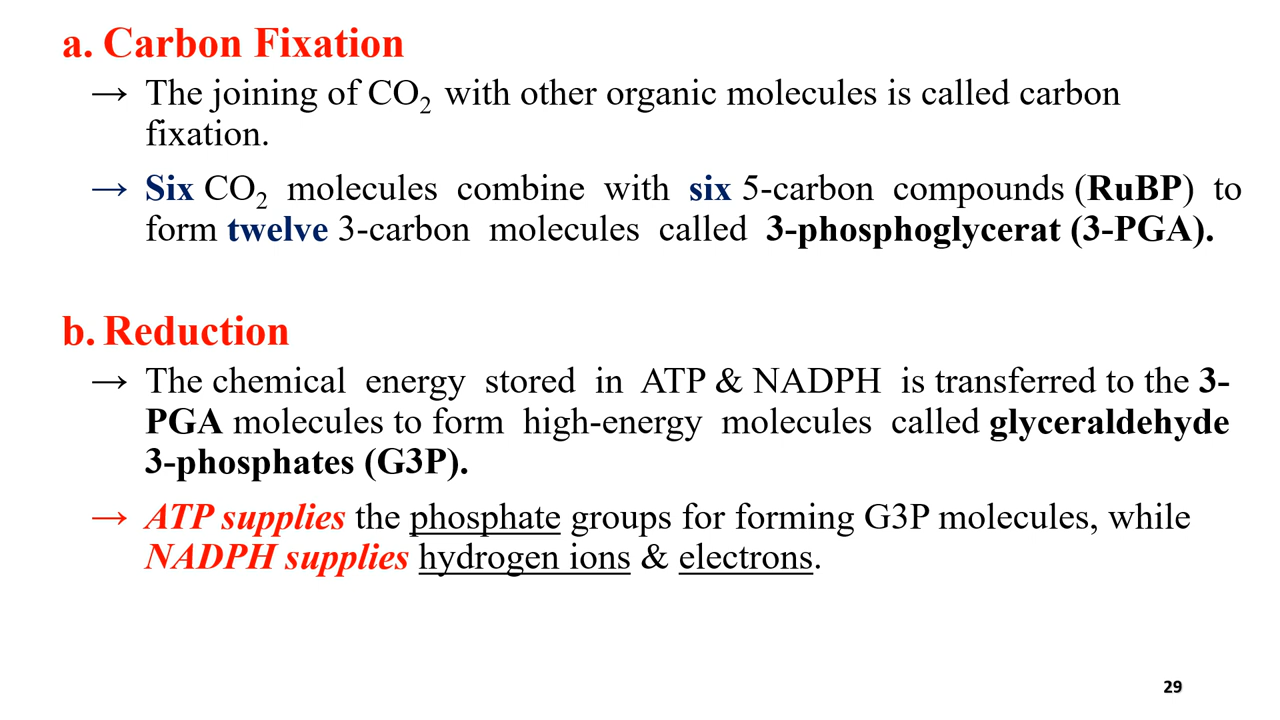 a. Carbon Fixation
→ The joining of CO₂ with other organic molecules is called carbon
fixation.
→ Six CO₂ molecules combine with six 5-carbon compounds (RuBP) to
form twelve 3-carbon molecules called 3-phosphoglycerat (3-PGA).
b. Reduction
→ The chemical energy stored in ATP & NADPH is transferred to the 3-
PGA molecules to form high-energy molecules called glyceraldehyde
3-phosphates (G3P).
→ ATP supplies the phosphate groups for forming G3P molecules, while
NADPH supplies hydrogen ions & electrons.
29